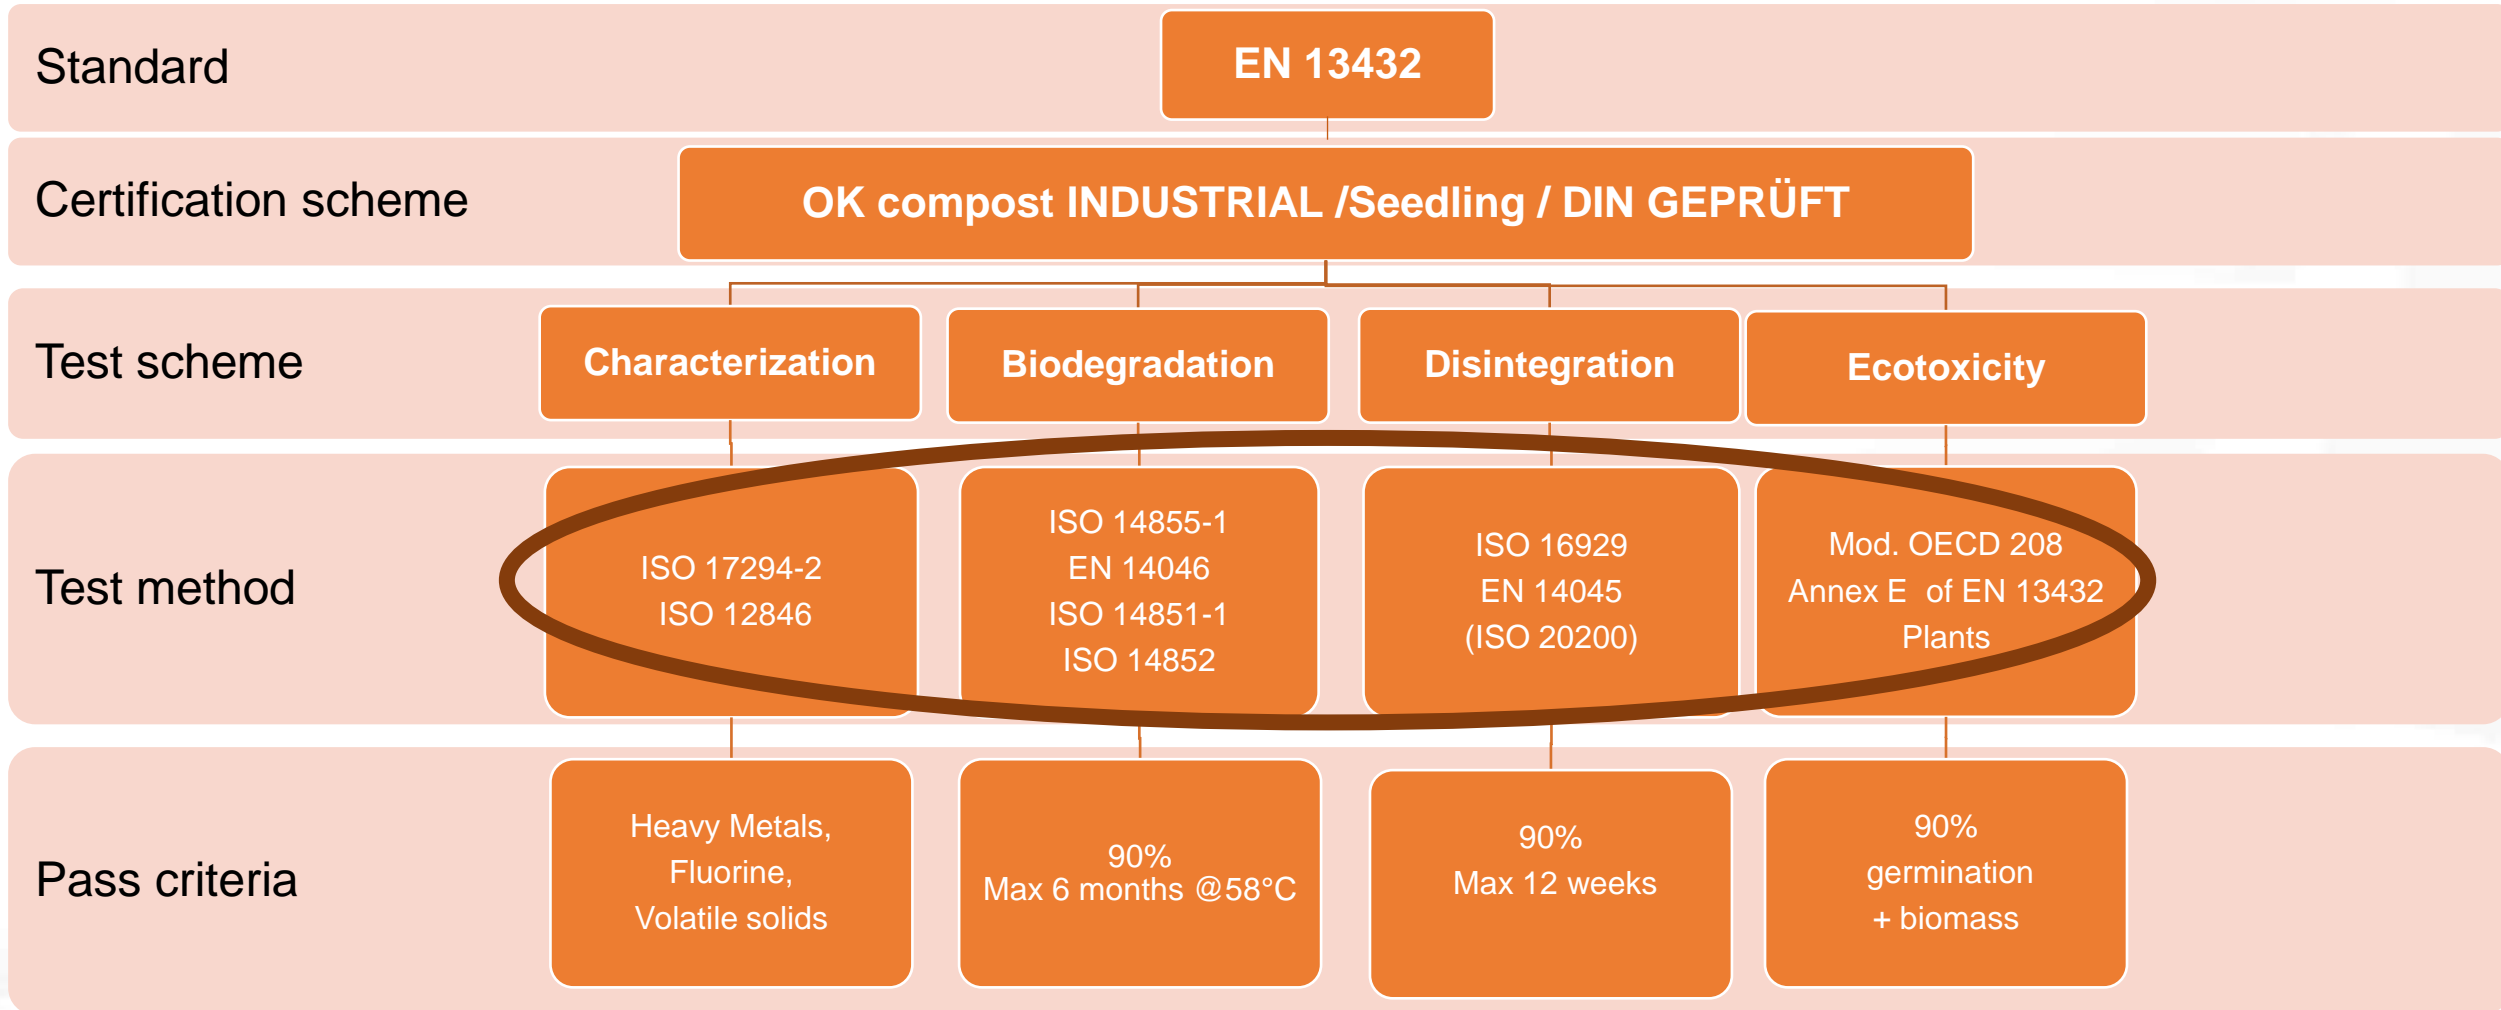 Standard
EN 13432
Certification scheme
OK compost INDUSTRIAL /Seedling / DIN GEPRÜFT
Test scheme
Characterization
Biodegradation
Disintegration
Ecotoxicity
Test method
ISO 17294-2
ISO 12846
ISO 14855-1
EN 14046
ISO 14851-1
ISO 14852
ISO 16929
EN 14045
(ISO 20200)
Mod. OECD 208
Annex E of EN 13432
Plants
Pass criteria
Heavy Metals,
Fluorine,
Volatile solids
90%
Max 6 months @58°C
90%
Max 12 weeks
90%
germination
+ biomass